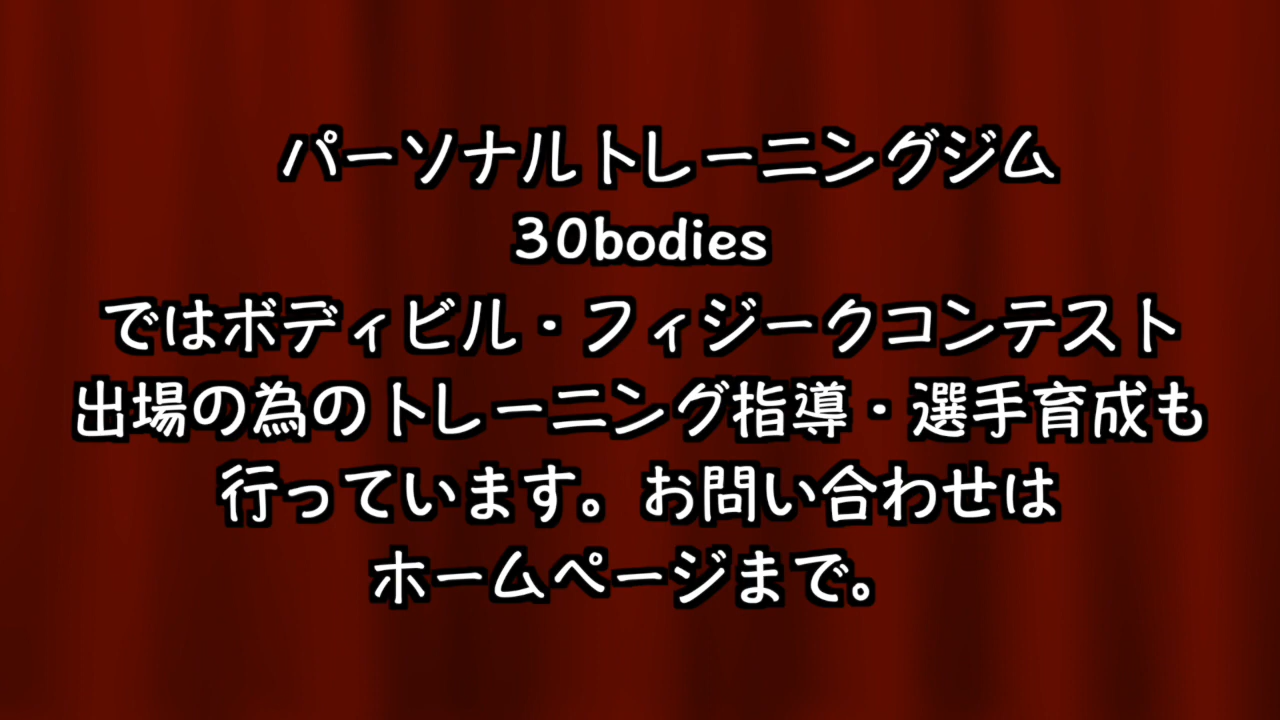 パーソナルトレーニングジム
30bodies
ではボディビル・フィジークコンテスト
出場の為のトレーニング指導・選手育成も
行っています。お問い合わせは
ホームページまで。